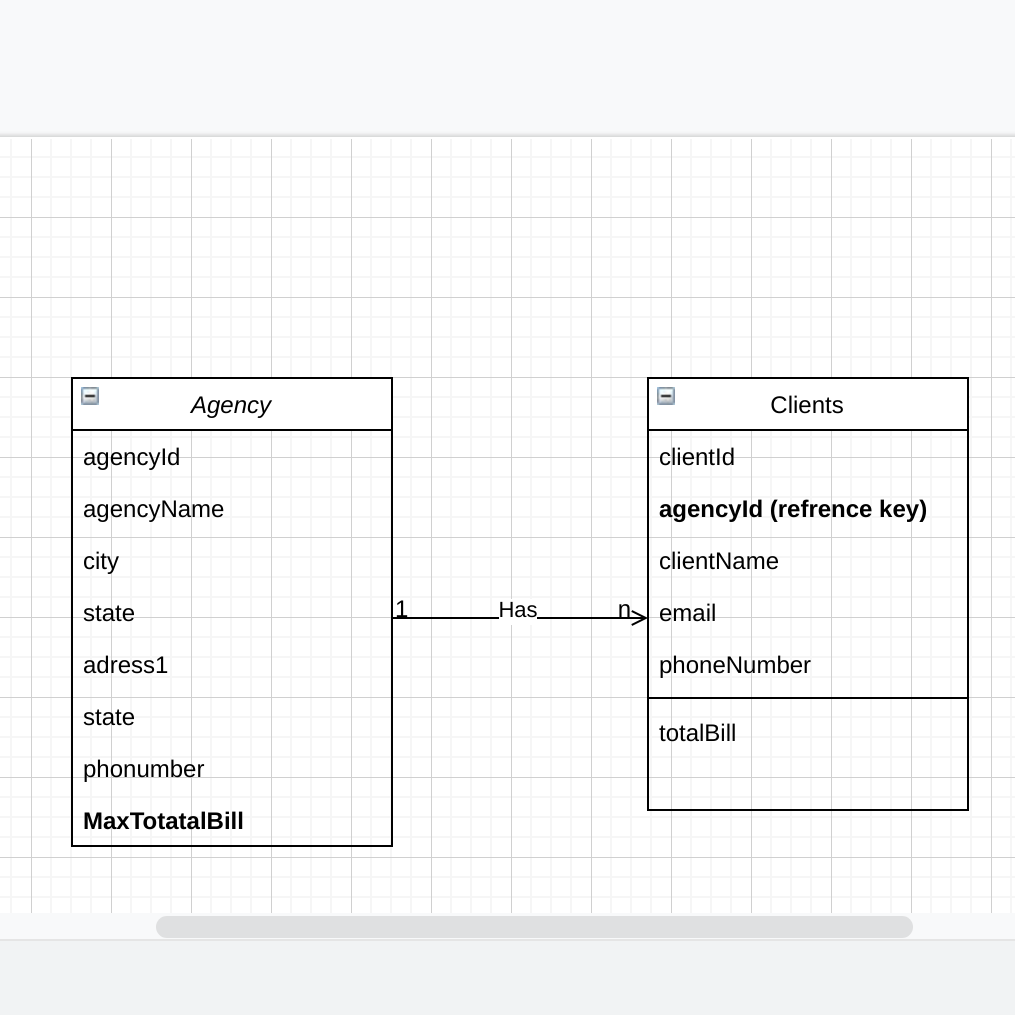 Agency
agencyId
agencyName
city
state
adress1
state
phonumber
MaxTotatalBill
1
Has
n
Clients
clientId
agencyId (refrence key)
clientName
email
phoneNumber
totalBill